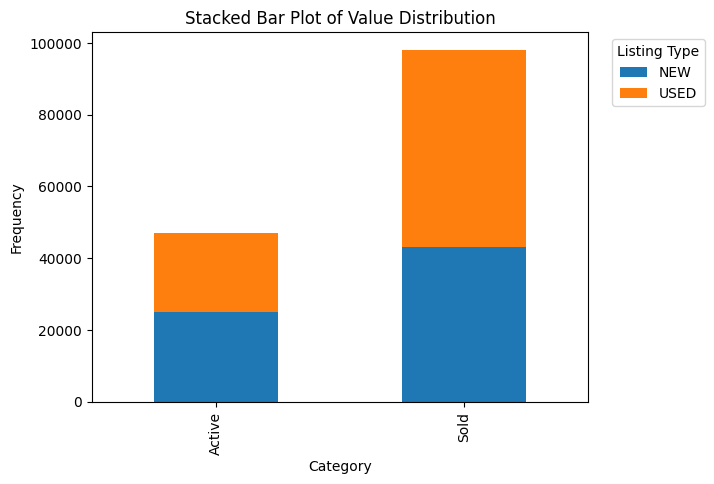 Stacked Bar Plot of Value Distribution
Listing Type
NEW
USED
Frequency
100000
80000
60000
40000
20000
0
Active
Sold
Category